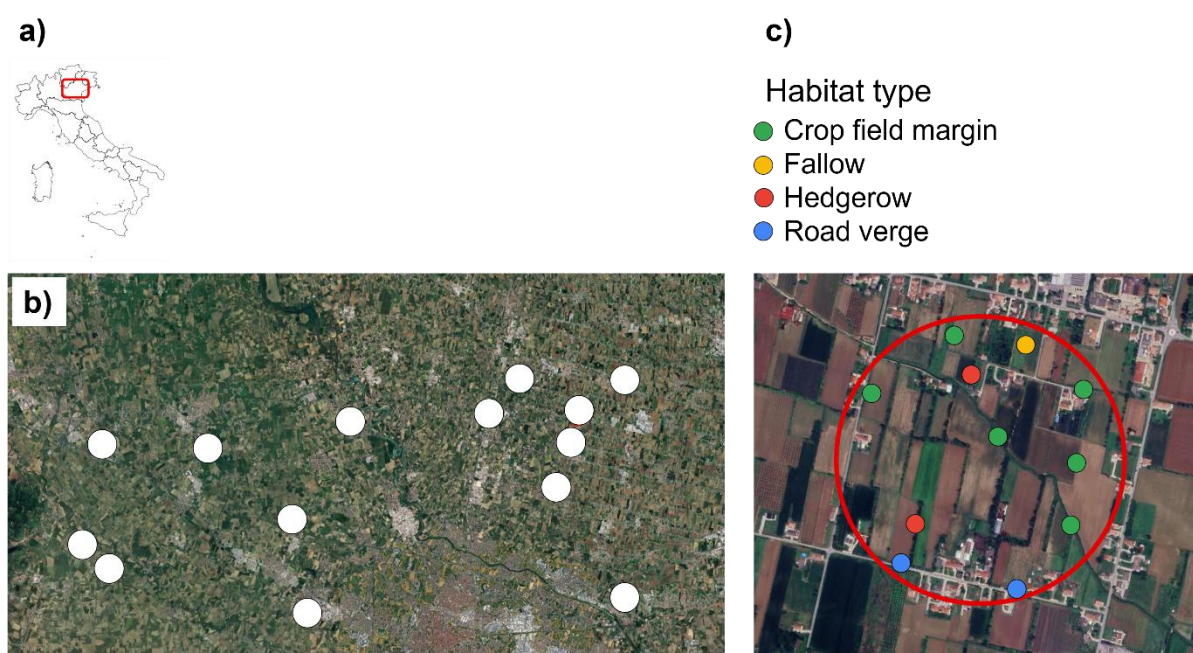 a)
c)
Habitat type
Crop field margin
Fallow
Hedgerow
Road verge
b)